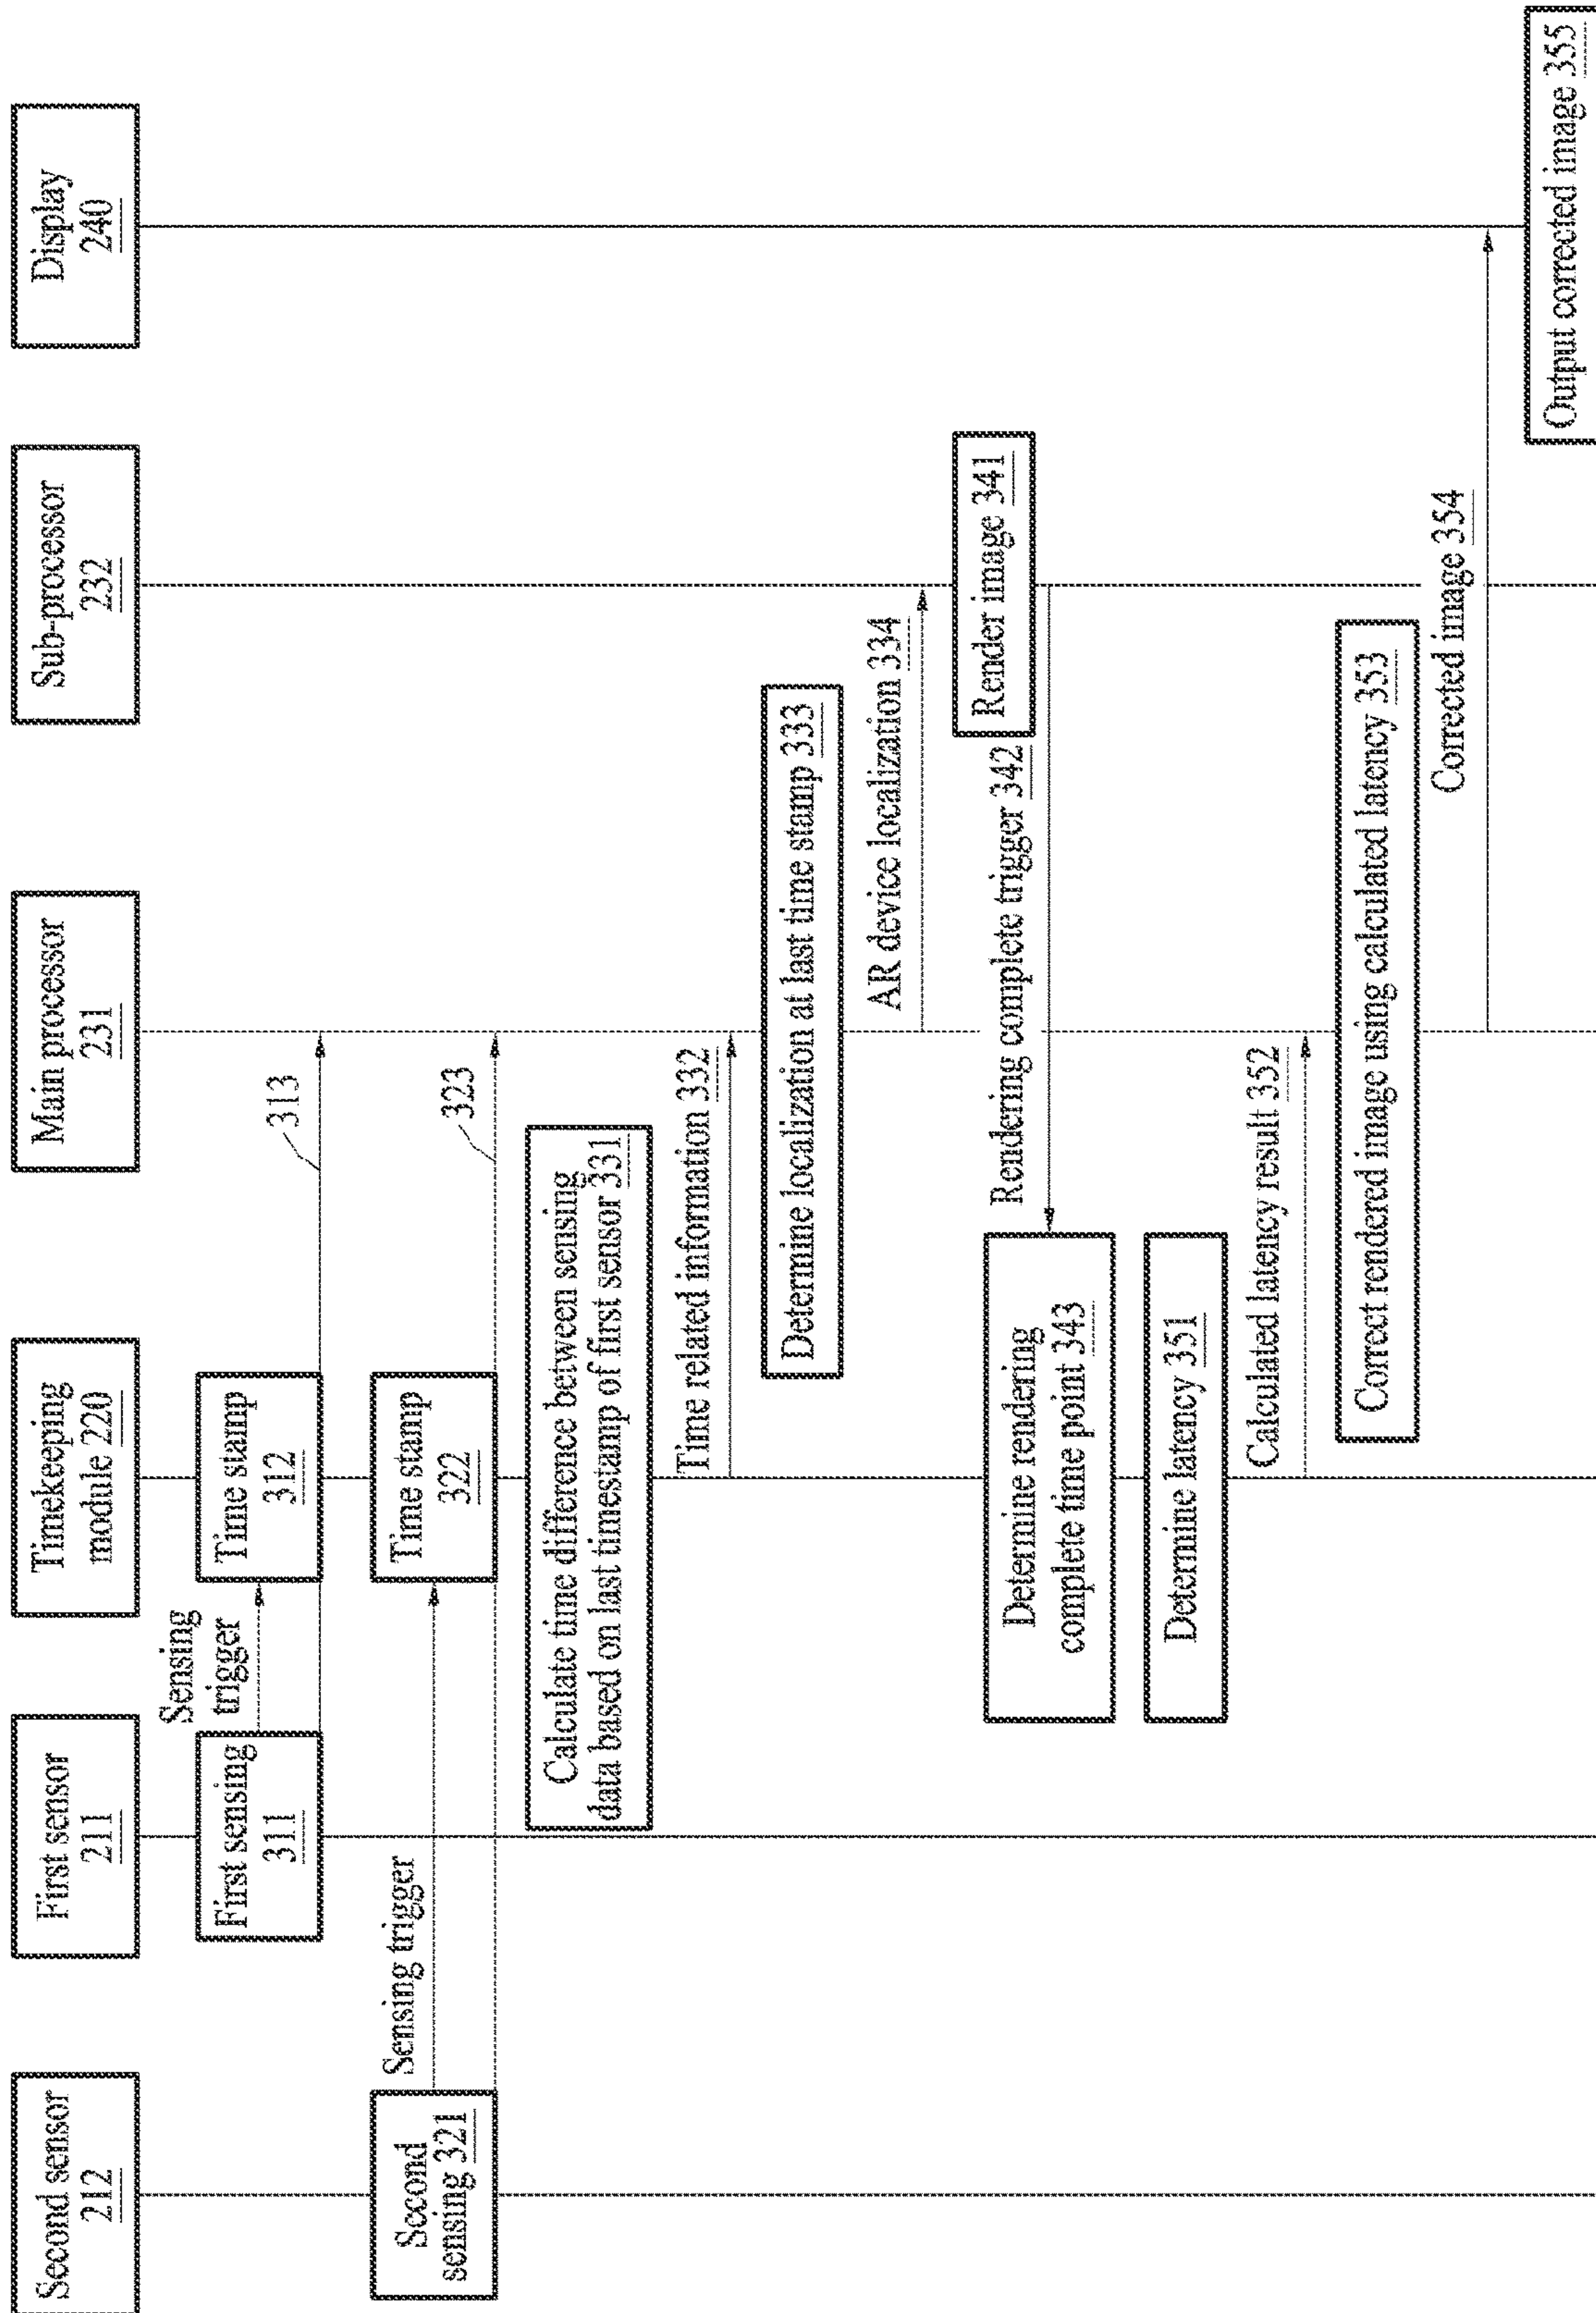 Second sensor
212
First sensor
211
Timekeeping
module 220
Main processor
231
Sub-processor
232
Display
240
First sensing
311
Sensing
trigger
Time stamp
312
313
Second
sensing 321
Sensing trigger
Time stamp
322
323
Calculate time difference between sensing
data based on last timestamp of first sensor 331
Time related information 332
Determine localization at last time stamp 333
AR device localization 334
Render image 341
Rendering complete trigger 342
Determine rendering
complete time point 343
Determine latency 351
Calculated latency result 352
Correct rendered image using calculated latency 353
Corrected image 354
Output corrected image 355